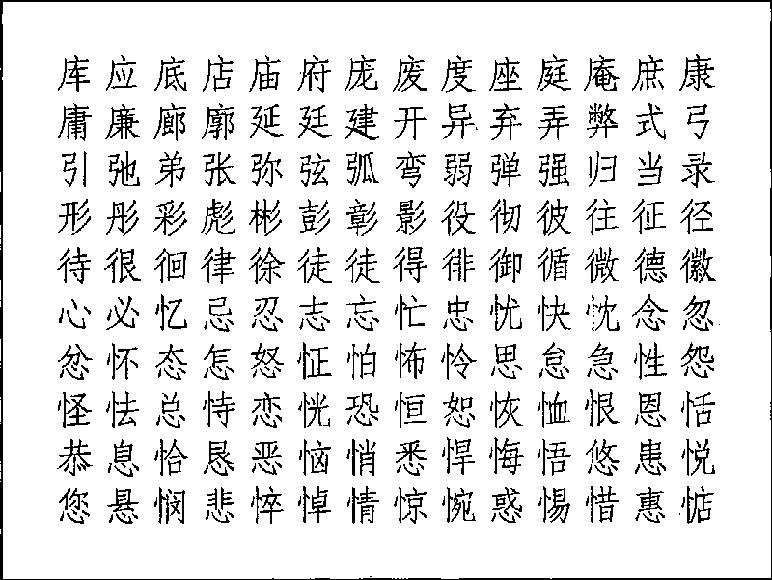 库应底店庙府庞废度座庭庵庶康
庸廉廊廓延廷建开异弃弄弊式弓
引弛弟张弥弦弧弯弱弹强归当录
形彤彩彪彬彭彰影役彻彼往征径
待很徊律徐徒徒得徘御循微德徽
心必忆忌忍志忘忙忠忧快忱念忽
忿怀态怎怒怔怕怖怜思怠急性怨
怪怯总恃恋恍恐恒恕恢恤恨恩恬
恭息恰恳恶恼悄悉悍悔悟悠患悦
您悬悯悲悴悼情惊惋惑惕惜惠惦